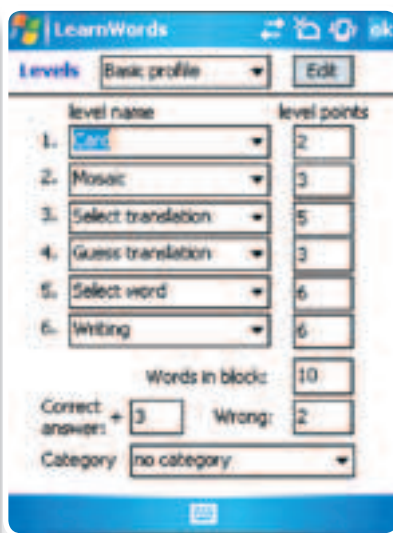 LearnWords ok
Levels Basic profile Edit
level name level points
1. Card 2
2. Mosaic 3
3. Select translation 5
4. Guess translation 3
5. Select word 6
6. Writing 6
Words in block: 10
Correct answer: + 3 Wrong: 2
Category no category